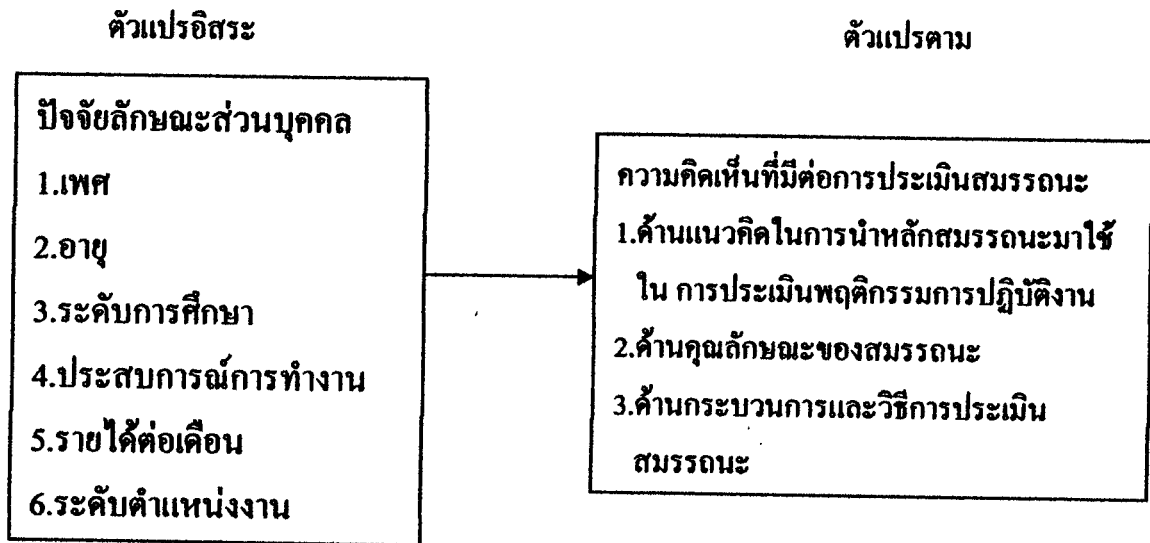 ตัวแปรอิสระ
ตัวแปรตาม
ปัจจัยลักษณะส่วนบุคคล
1.เพศ
2.อายุ
3.ระดับการศึกษา
4.ประสบการณ์การทำงาน
5.รายได้ต่อเดือน
6.ระดับตำแหน่งงาน
ความคิดเห็นที่มีต่อการประเมินสมรรถนะ
1.ด้านแนวคิดในการนำหลักสมรรถนะมาใช้
ใน การประเมินพฤติกรรมการปฏิบัติงาน
2.ด้านคุณลักษณะของสมรรถนะ
3.ด้านกระบวนการและวิธีการประเมิน
สมรรถนะ